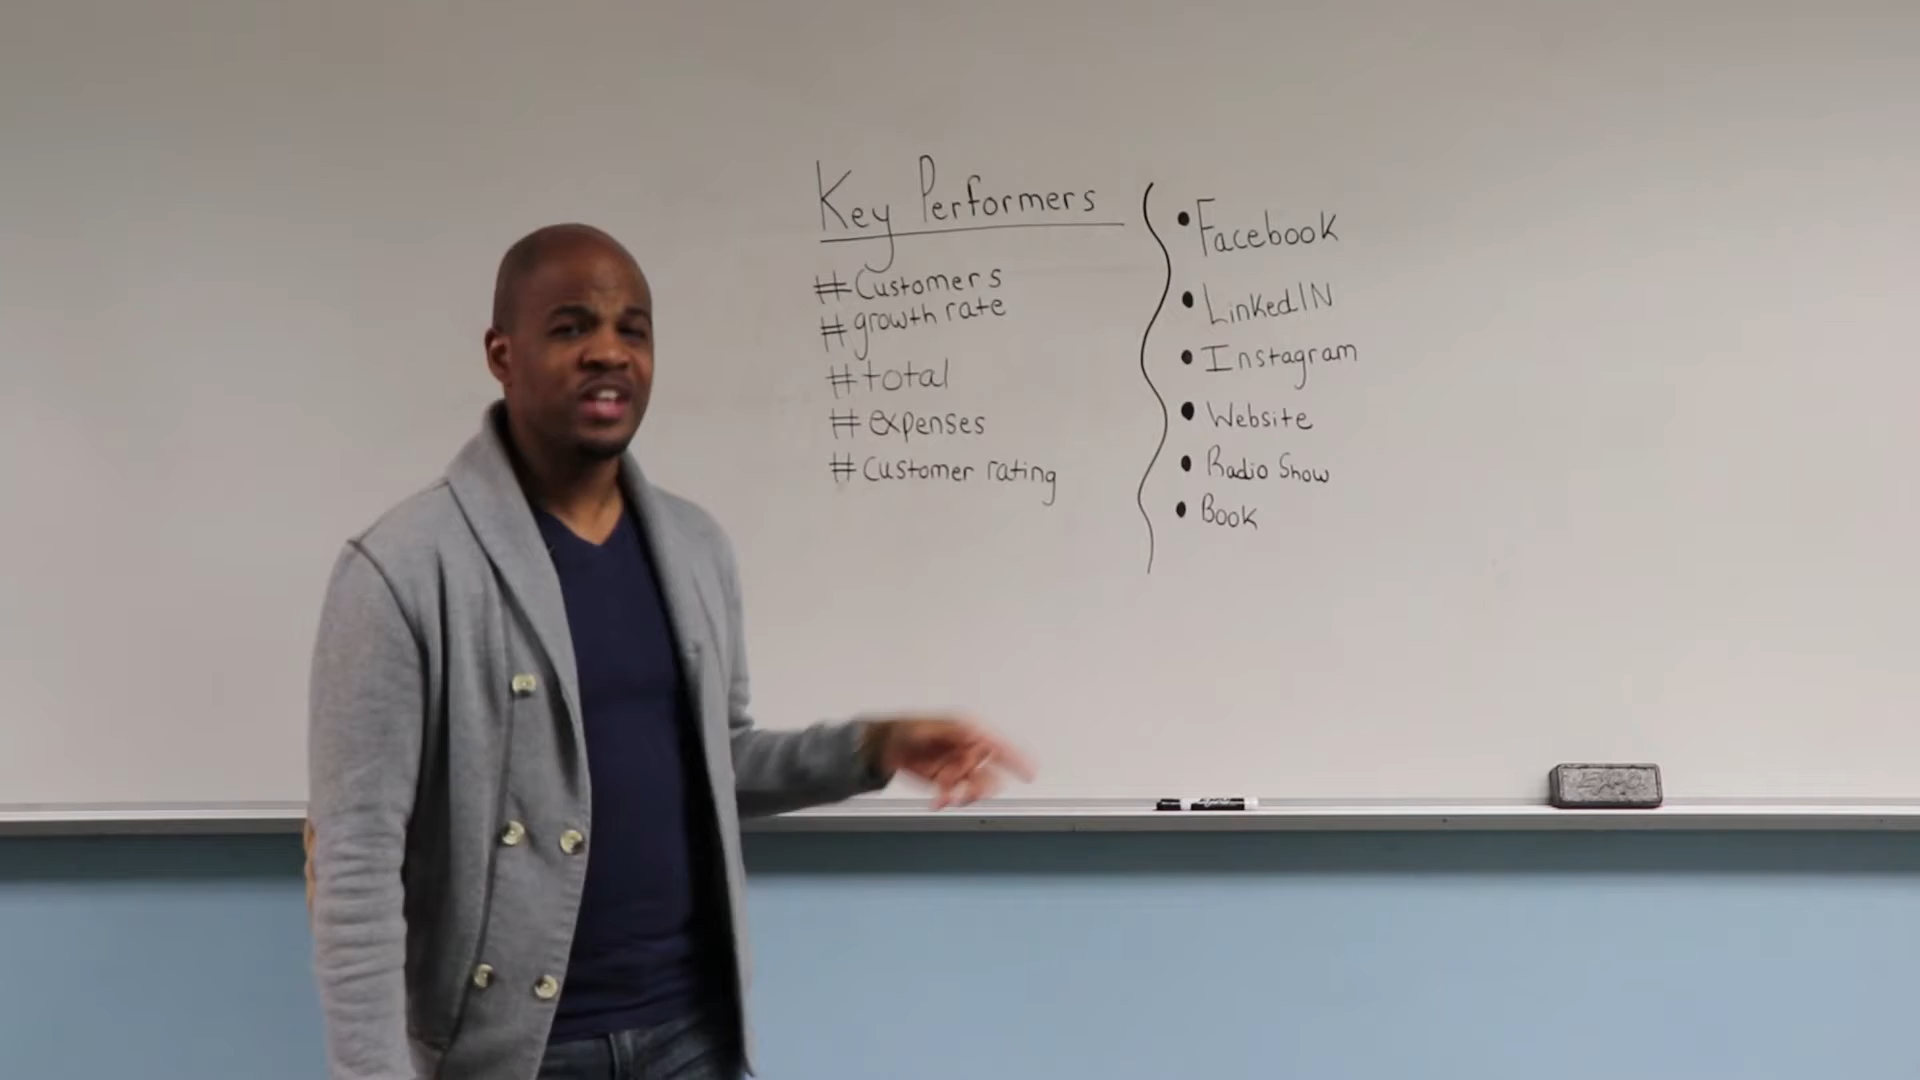 Key Performers
#Customers
#growth rate
#total
#expenses
#Customer rating
• Facebook
• LinkedIN
• Instagram
• Website
• Radio Show
• Book